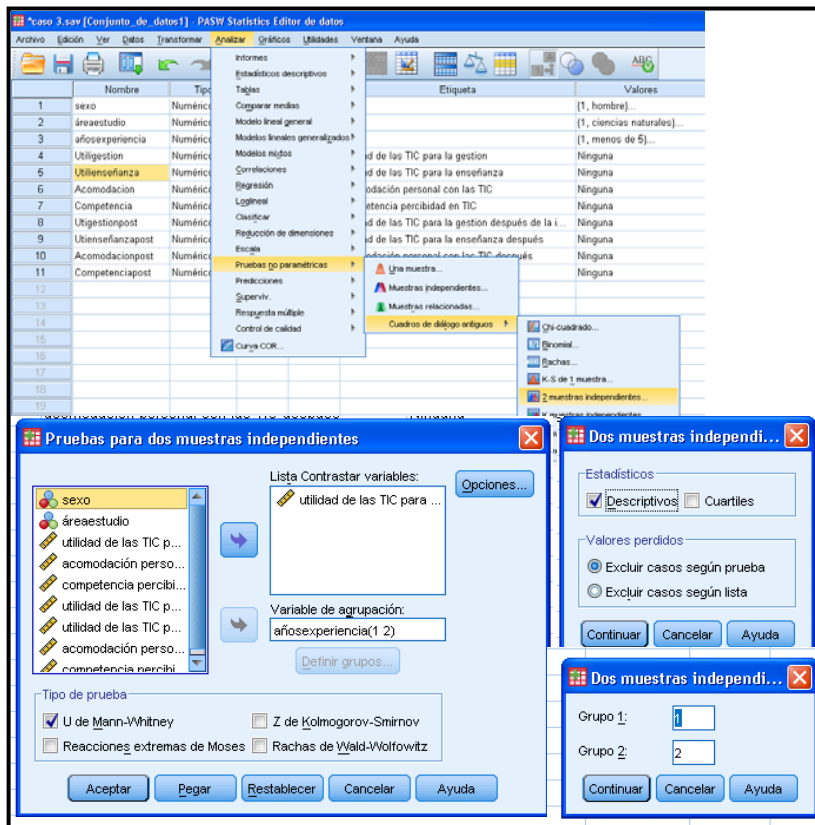 *caso 3.sav [Conjunto_de_datos1] - PASW Statistics Editor de datos
Archivo Edición Ver Datos Transformar Analizar Gráficos Utilidades Ventana Ayuda
Nombre Tipo Etiqueta Valores
1 sexo Numérico {1, hombre}...
2 áreaestudio Numérico {1, ciencias naturales}...
3 añosexperiencia Numérico {1, menos de 5}...
4 Utiligestion Numérico d de las TIC para la gestion Ninguna
5 Utilienseñanza Numérico d de las TIC para la enseñanza Ninguna
6 Acomodacion Numérico odación personal con las TIC Ninguna
7 Competencia Numérico etencia percibidad en TIC Ninguna
8 Utigestionpost Numérico d de las TIC para la gestion después de la i... Ninguna
9 Utienseñanzapost Numérico d de las TIC para la enseñanza después Ninguna
10 Acomodacionpost Numérico odación personal con las TIC después Ninguna
11 Competenciapost Numérico Ninguna
12
13
14
15
16
17
18
19
Informes
Estadísticos descriptivos
Tablas
Comparar medias
Modelo lineal general
Modelos lineales generalizados
Modelos mixtos
Correlaciones
Regresión
Loglineal
Clasificar
Reducción de dimensiones
Escala
Pruebas no paramétricas
Predicciones
Superviv.
Respuesta múltiple
Control de calidad
Curva COR...
Una muestra...
Muestras independientes...
Muestras relacionadas...
Cuadros de diálogo antiguos
Chi-cuadrado...
Binomial...
Rachas...
K-S de 1 muestra...
2 muestras independientes...
K muestras independientes
Pruebas para dos muestras independientes
sexo
áreaestudio
utilidad de las TIC p...
acomodación perso...
competencia percibi...
utilidad de las TIC p...
utilidad de las TIC p...
acomodación perso...
competencia percibi
Lista Contrastar variables:
utilidad de las TIC para ...
Opciones...
Variable de agrupación:
añosexperiencia(1 2)
Definir grupos...
Tipo de prueba
U de Mann-Whitney Z de Kolmogorov-Smirnov
Reacciones extremas de Moses Rachas de Wald-Wolfowitz
Aceptar Pegar Restablecer Cancelar Ayuda
Dos muestras independi...
Estadísticos
Descriptivos Cuartiles
Valores perdidos
Excluir casos según prueba
Excluir casos según lista
Continuar Cancelar Ayuda
Dos muestras independi...
Grupo 1: 1
Grupo 2: 2
Continuar Cancelar Ayuda